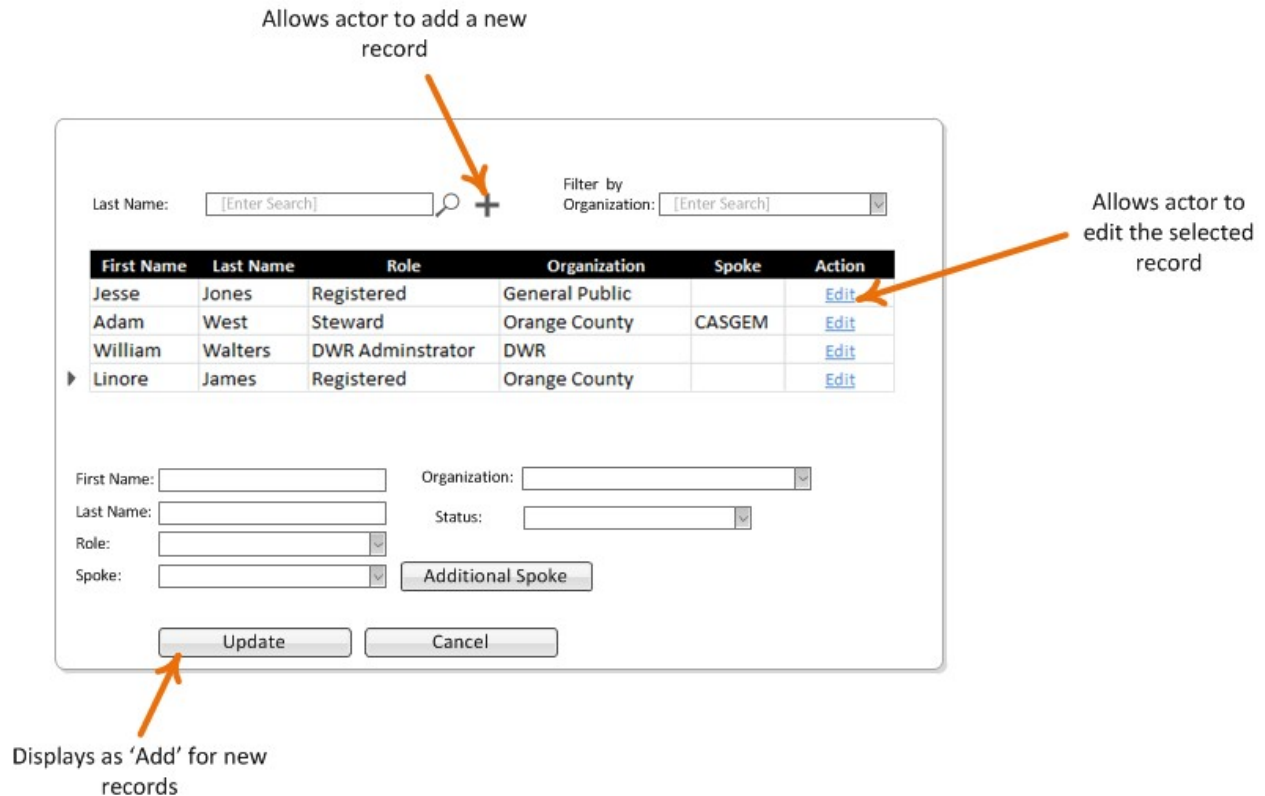 Allows actor to add a new
record
Filter by
Last Name: [Enter Search] Organization: [Enter Search]
Allows actor to
edit the selected
record
First Name Last Name Role Organization Spoke Action
Jesse Jones Registered General Public Edit
Adam West Steward Orange County CASGEM Edit
William Walters DWR Adminstrator DWR Edit
Linore James Registered Orange County Edit
First Name: Organization:
Last Name: Status:
Role:
Spoke: Additional Spoke
Update Cancel
Displays as ‘Add’ for new
records